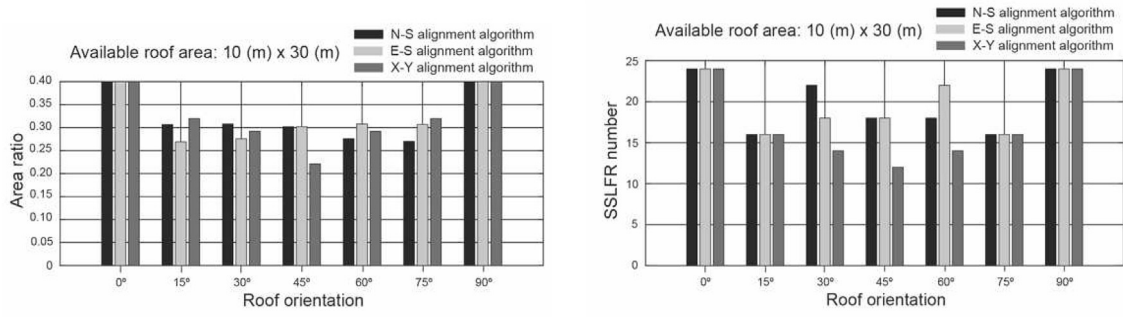 N-S alignment algorithm
E-S alignment algorithm
X-Y alignment algorithm
Available roof area: 10 (m) x 30 (m)
0.40
0.35
0.30
0.25
0.20
0.15
0.10
0.05
0
Area ratio
0º 15º 30º 45º 60º 75º 90º
Roof orientation
N-S alignment algorithm
E-S alignment algorithm
X-Y alignment algorithm
Available roof area: 10 (m) x 30 (m)
25
20
15
10
5
0
SSLFR number
0º 15º 30º 45º 60º 75º 90º
Roof orientation